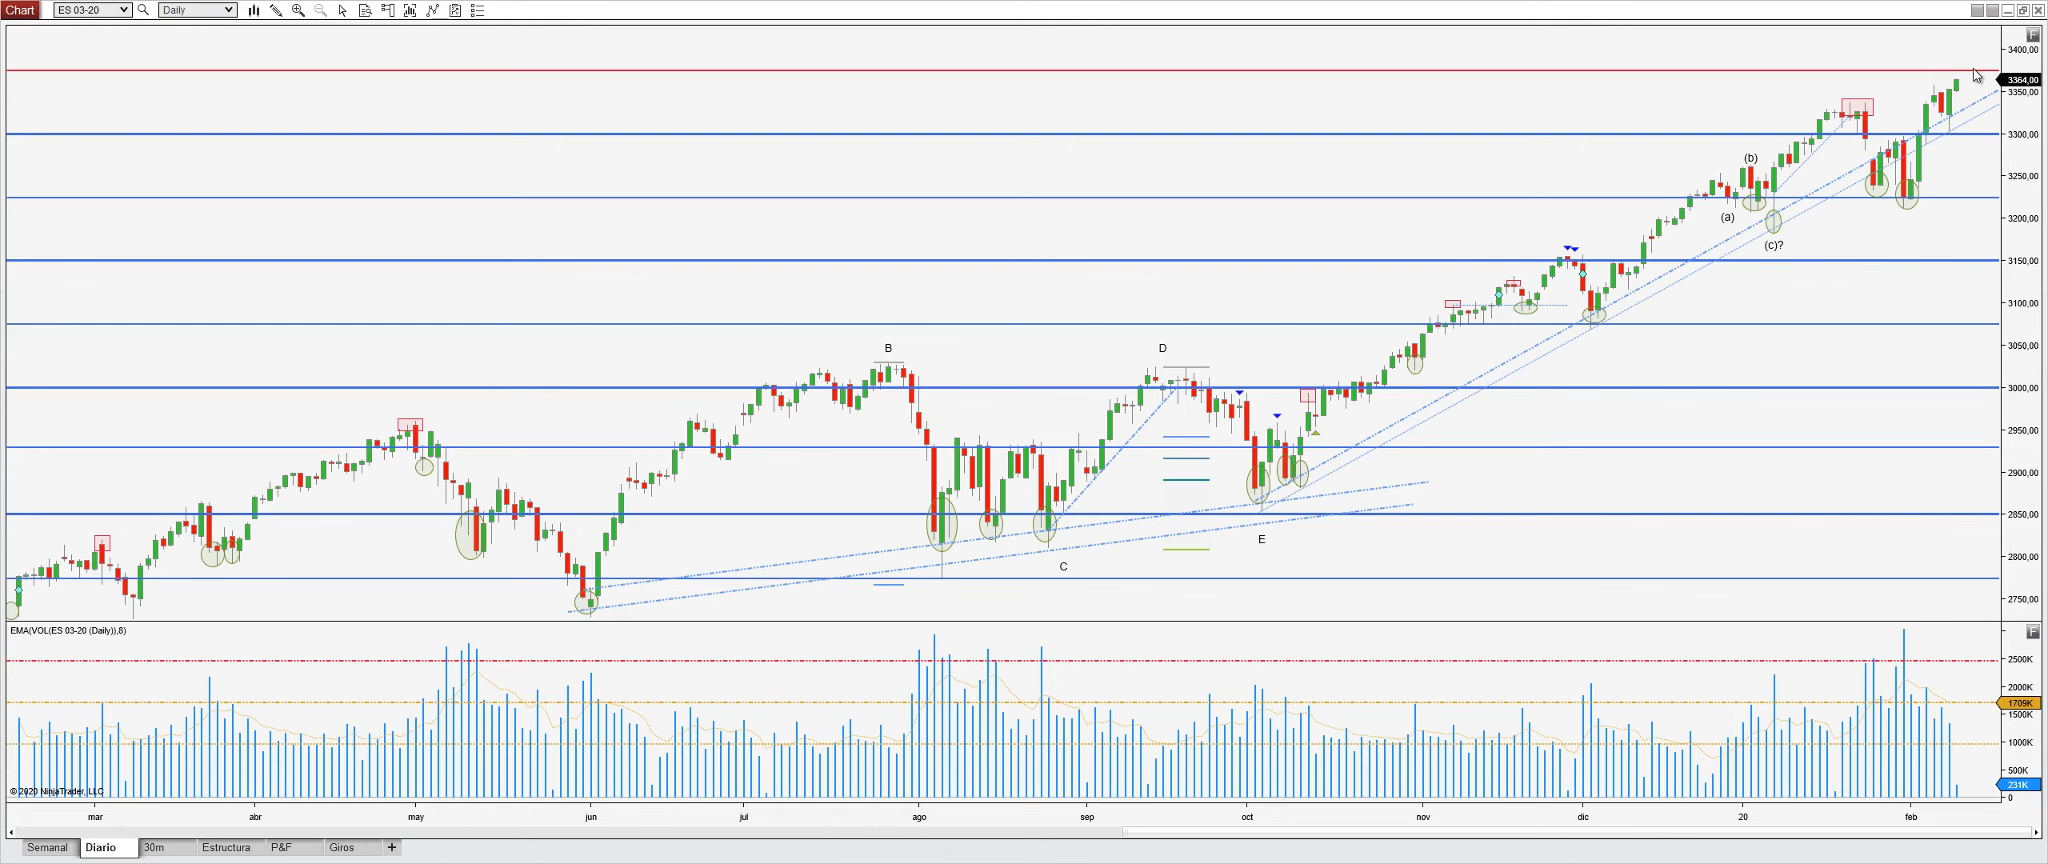 Chart ES 03-20 Daily
F
3400,00
3364,00
3350,00
3300,00
(b)
3250,00
(a)
3200,00
(c)?
3150,00
3100,00
3050,00
B D
3000,00
2950,00
2900,00
2850,00
E
C
2800,00
2750,00
EMA(VOL(ES 03-20 (Daily)),8)
F
2500K
2000K
1709K
1500K
1000K
500K
231K
© 2020 NinjaTrader, LLC
0
mar abr may jun jul ago sep oct nov dic 20 feb
Semanal Diario 30m Estructura P&F Giros +